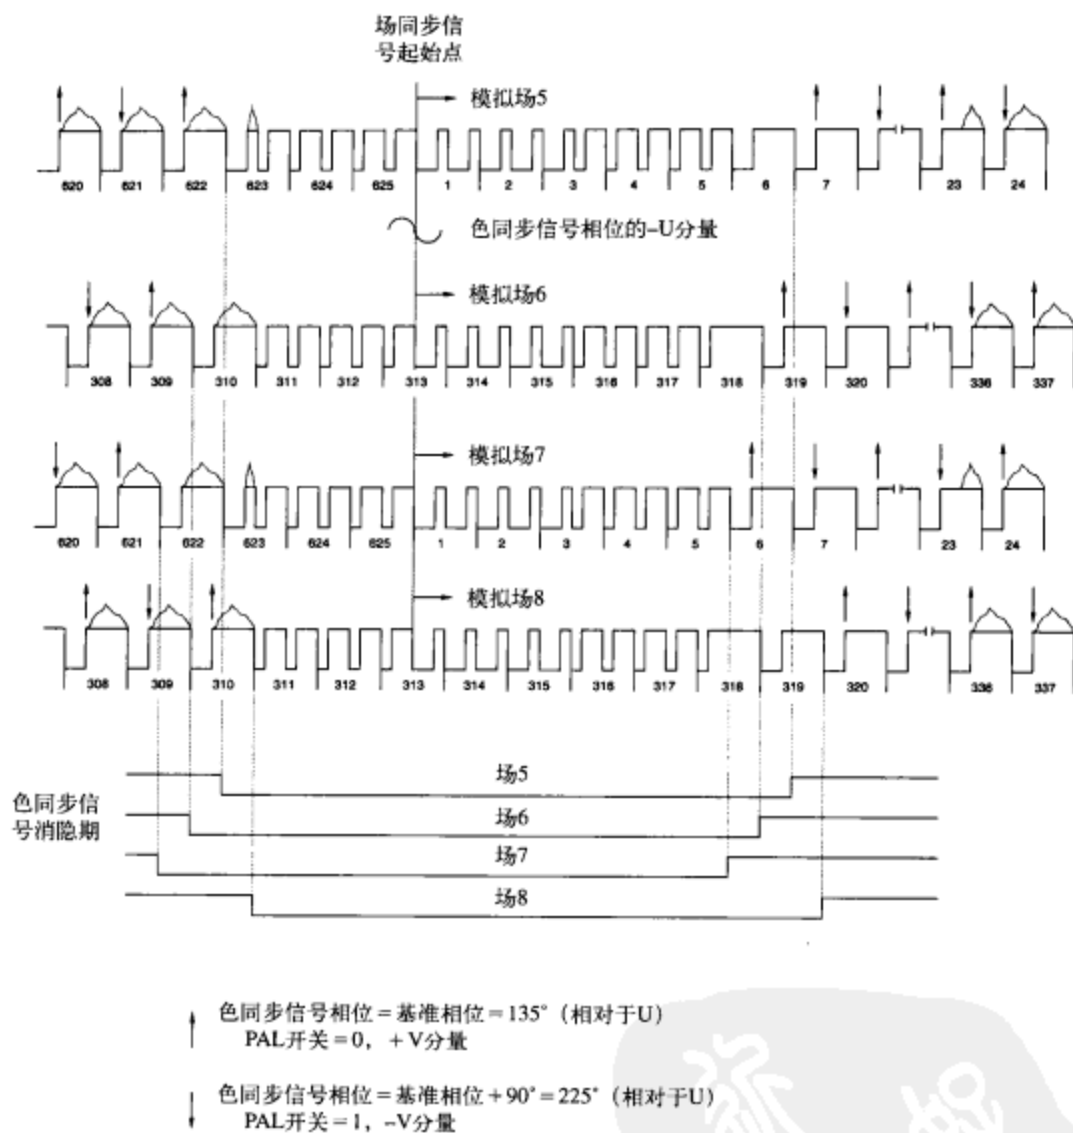 场同步信
号起始点
模拟场5
620 621 622 623 624 625 1 2 3 4 5 6 7 23 24
色同步信号相位的–U分量
模拟场6
308 309 310 311 312 313 314 315 316 317 318 319 320 336 337
模拟场7
620 621 622 623 624 625 1 2 3 4 5 6 7 23 24
模拟场8
308 309 310 311 312 313 314 315 316 317 318 319 320 336 337
色同步信
号消隐期
场5
场6
场7
场8
色同步信号相位=基准相位=135°(相对于U)
PAL开关=0, +V分量
色同步信号相位=基准相位+90°=225°(相对于U)
PAL开关=1, –V分量